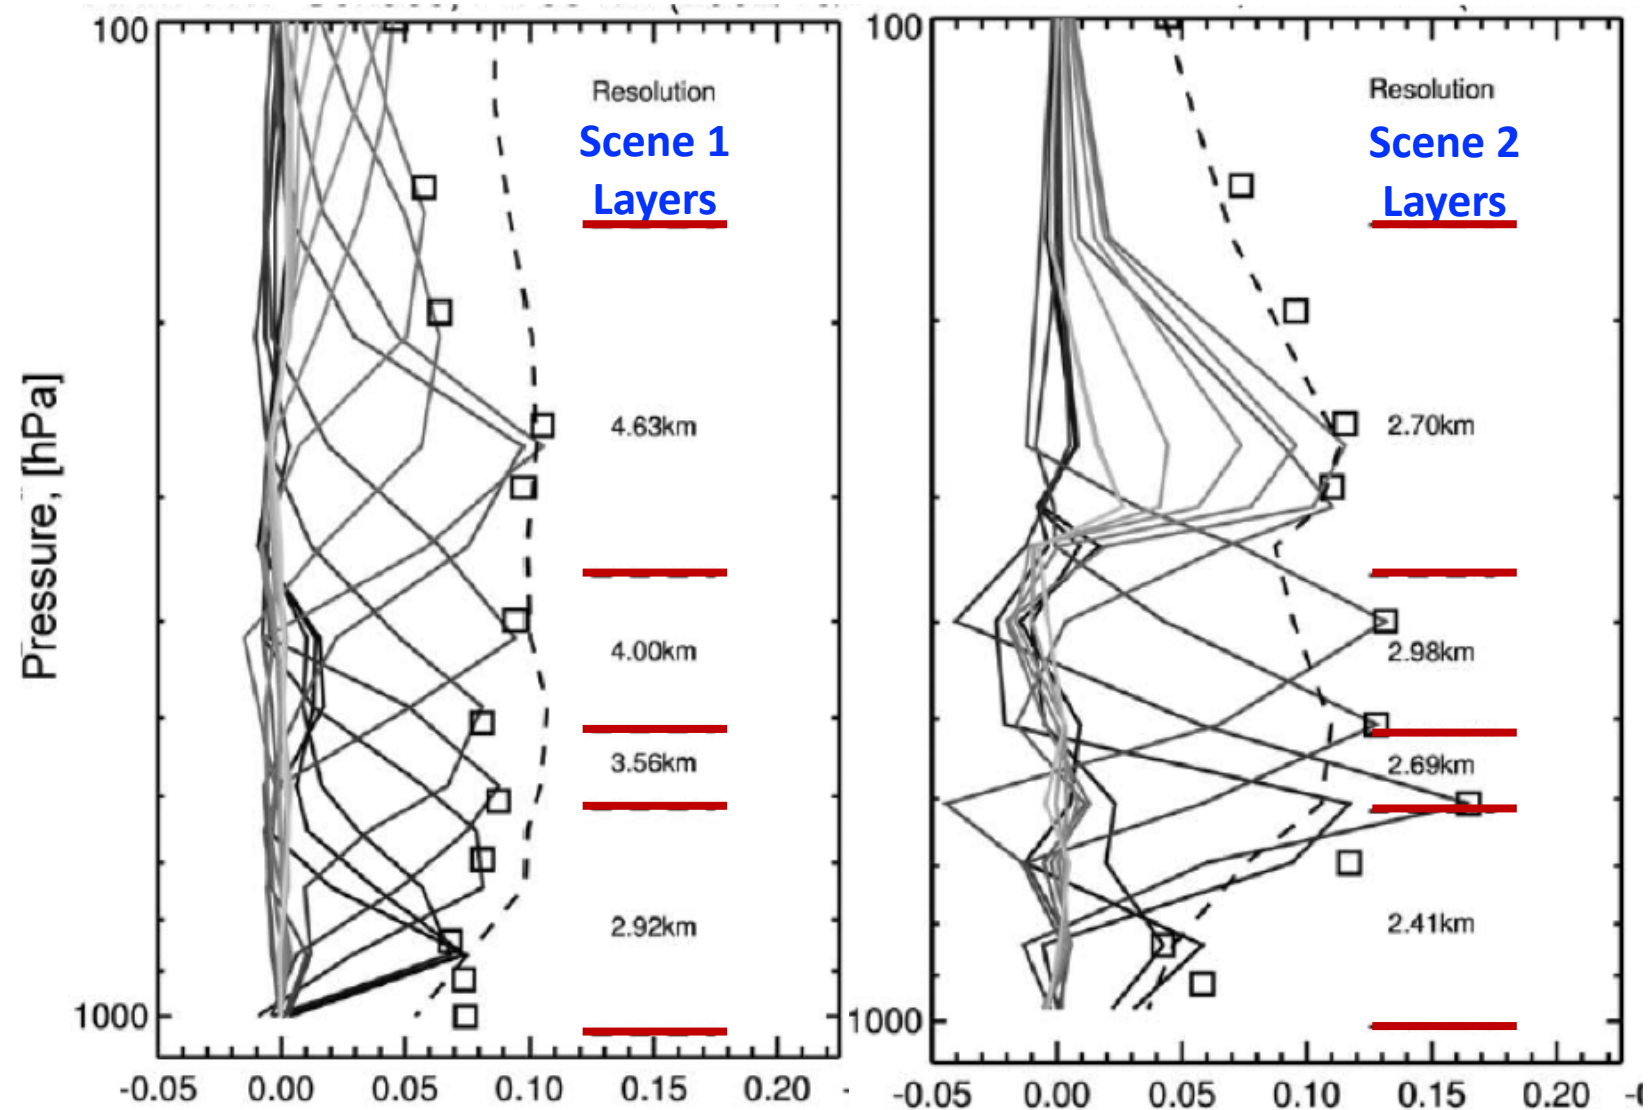 100
Resolution
Scene 1
Layers
4.63km
4.00km
3.56km
2.92km
1000
-0.05 0.00 0.05 0.10 0.15 0.20
Pressure, [hPa]
100
Resolution
Scene 2
Layers
2.70km
2.98km
2.69km
2.41km
1000
-0.05 0.00 0.05 0.10 0.15 0.20